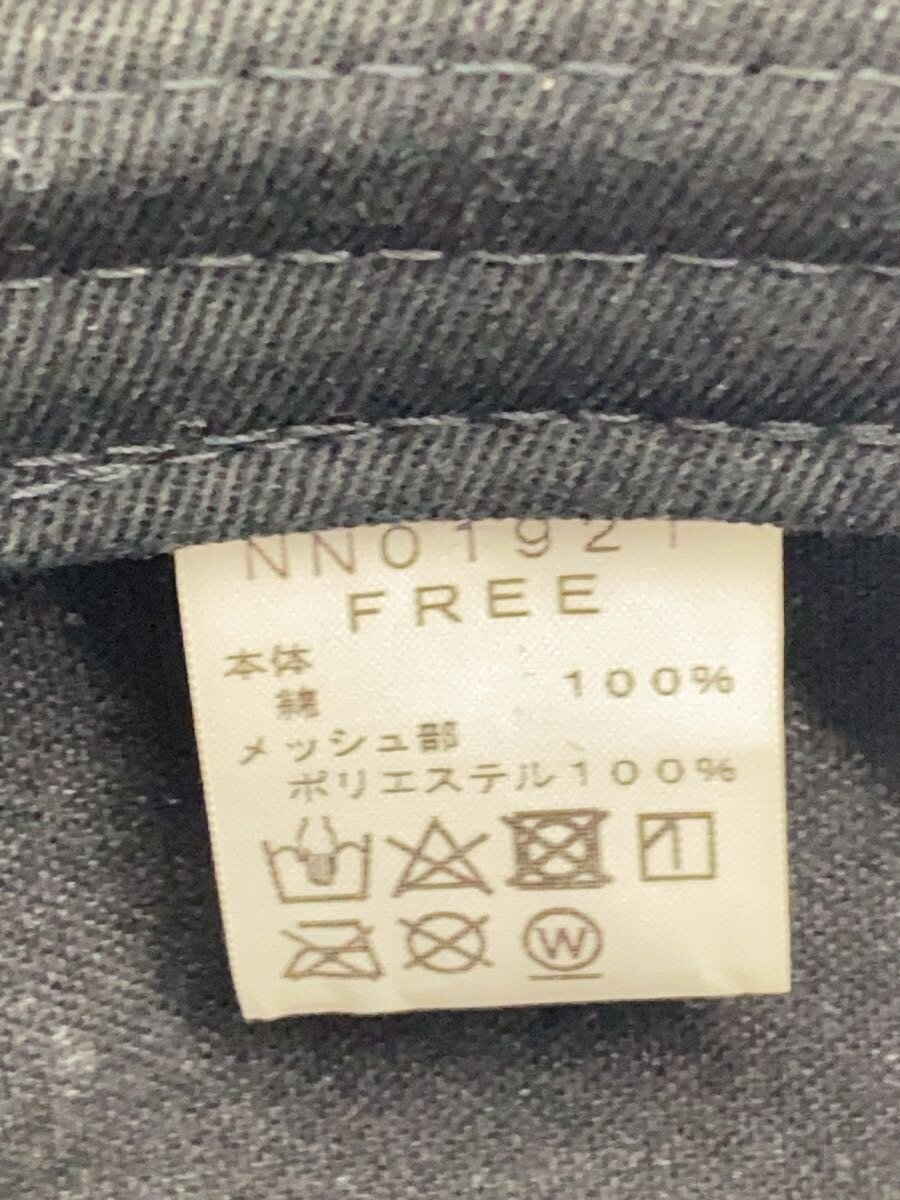 NN01921
FREE
本体
綿 100%
メッシュ部
ポリエステル100%
W